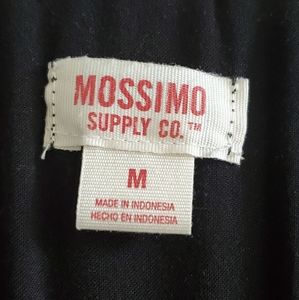 MOSSIMO
SUPPLY CO.™
M
MADE IN INDONESIA
HECHO EN INDONESIA